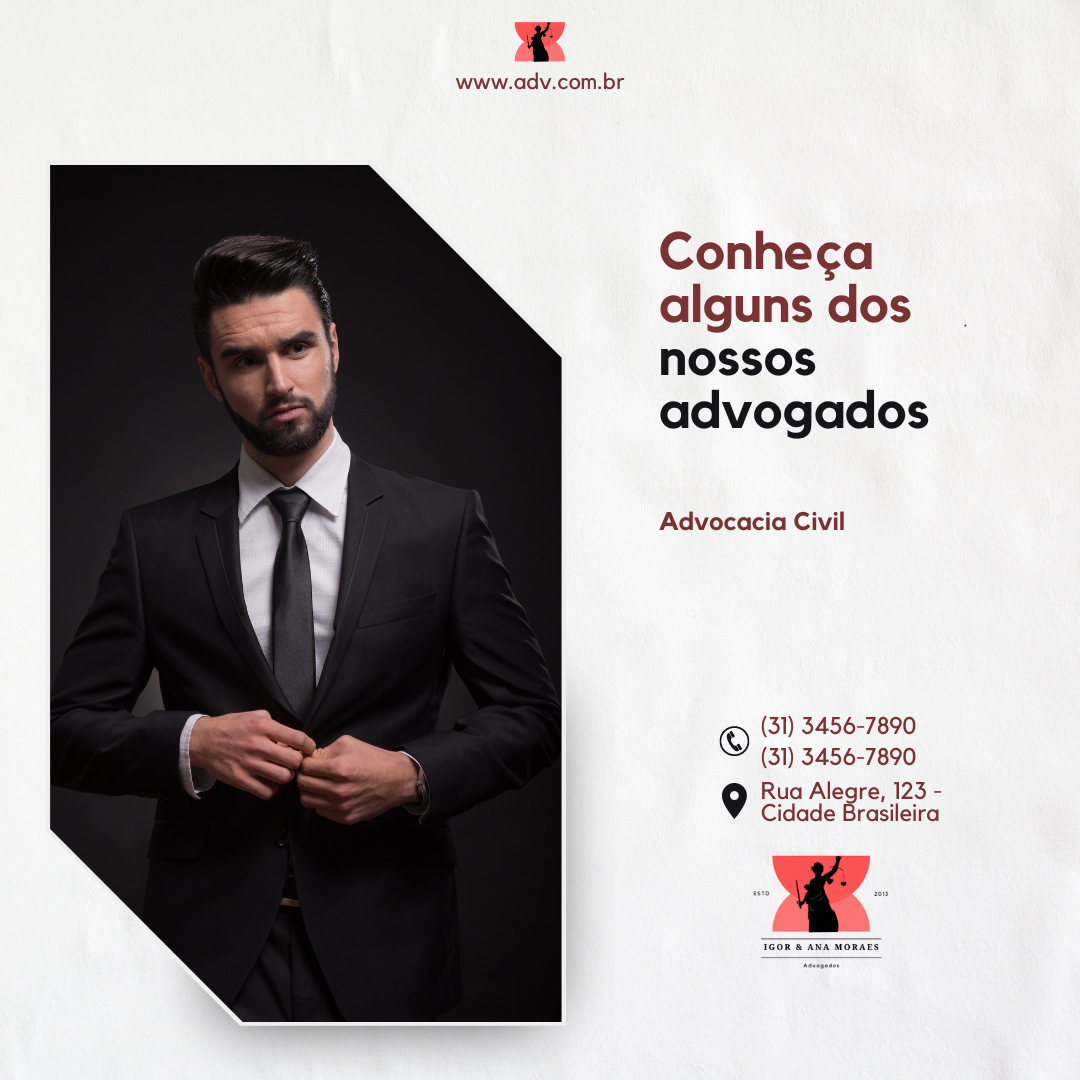 www.adv.com.br
Conheça
alguns dos
nossos
advogados
Advocacia Civil
(31) 3456-7890
(31) 3456-7890
Rua Alegre, 123 -
Cidade Brasileira
ESTD
2013
IGOR & ANA MORAES
Advogados